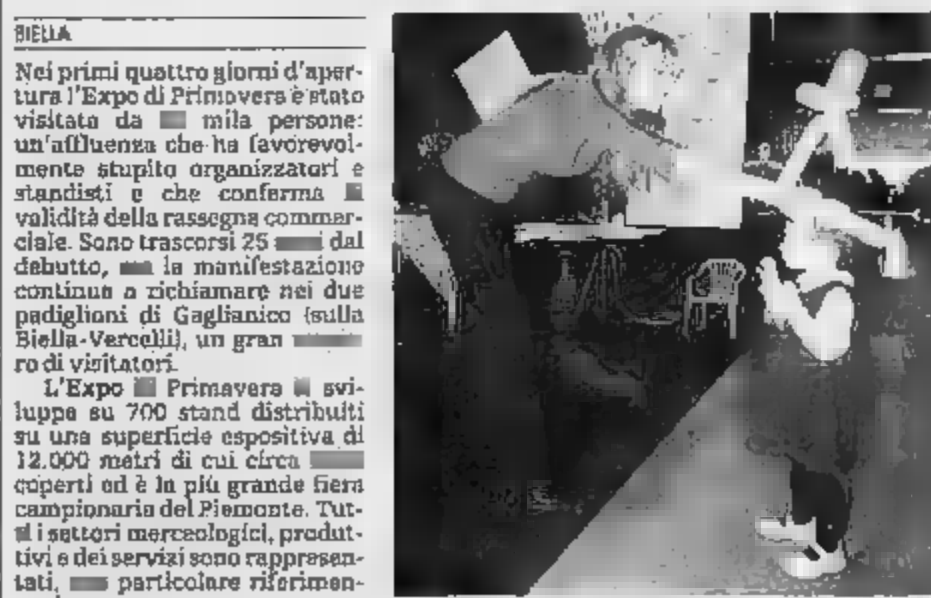 BIELLA
Nei primi quattro giorni d'aper-
tura l'Expo di Primavera è stato
visitata da mila persone:
un'affluenza che ha favorevol-
mente stupito organizzatori e
standisti e che conferma
validità della rassegna commer-
ciale. Sono trascorsi 25 dal
debutto, la manifestazione
continua a richiamare nei due
padiglioni di Gaglianico (sulla
Biella-Vercelli), un gran
ro di visitatori.
L'Expo Primavera svi-
luppa su 700 stand distribuiti
su una superficie espositiva di
12.000 metri di cui circa
coperti ed è la più grande fiera
campionaria del Piemonte. Tut-
ti i settori merceologici, produt-
tivi e dei servizi sono rappresen-
tati, particolare riferimen-